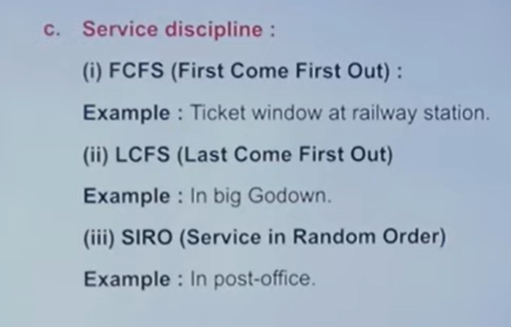 c. Service discipline :
(i) FCFS (First Come First Out) :
Example : Ticket window at railway station.
(ii) LCFS (Last Come First Out)
Example : In big Godown.
(iii) SIRO (Service in Random Order)
Example : In post-office.